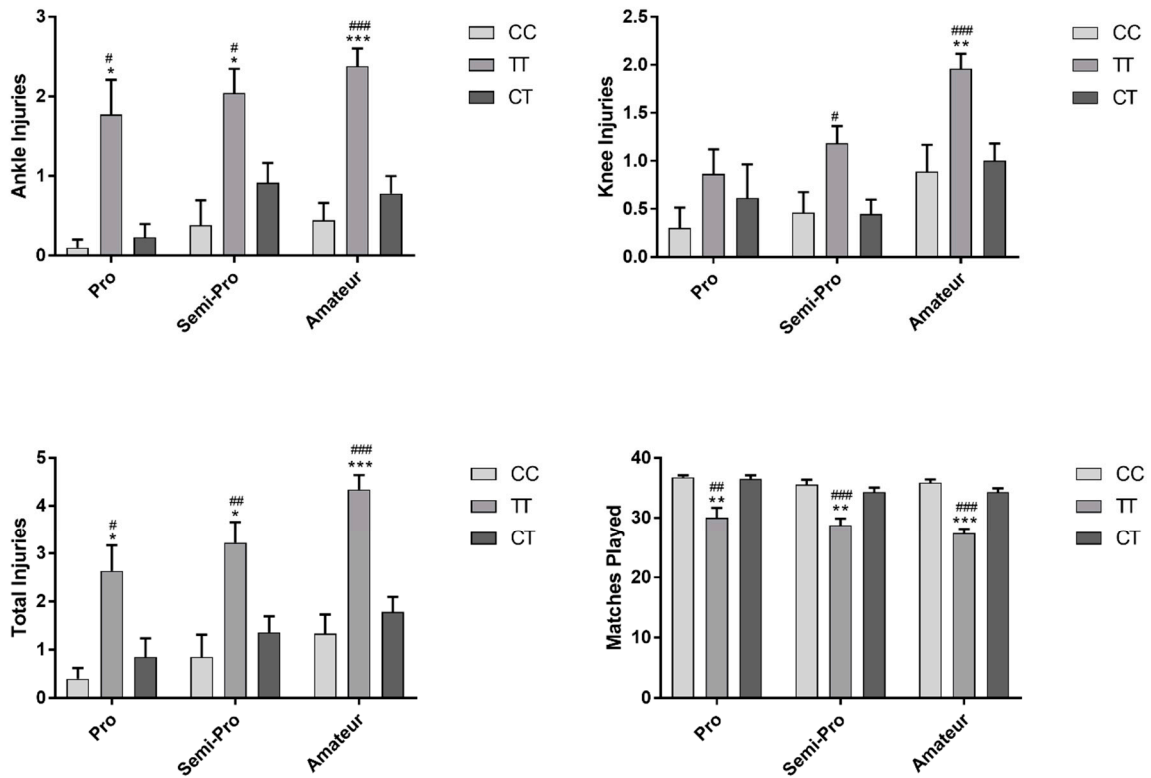 Ankle Injuries
3
2
1
0
#
*
#
*
###
***
Pro
Semi-Pro
Amateur
CC
TT
CT
Knee Injuries
2.5
2.0
1.5
1.0
0.5
0.0
#
###
**
Pro
Semi-Pro
Amateur
CC
TT
CT
Total Injuries
5
4
3
2
1
0
#
*
##
*
###
***
Pro
Semi-Pro
Amateur
CC
TT
CT
Matches Played
40
30
20
10
0
##
**
###
**
###
***
Pro
Semi-Pro
Amateur
CC
TT
CT